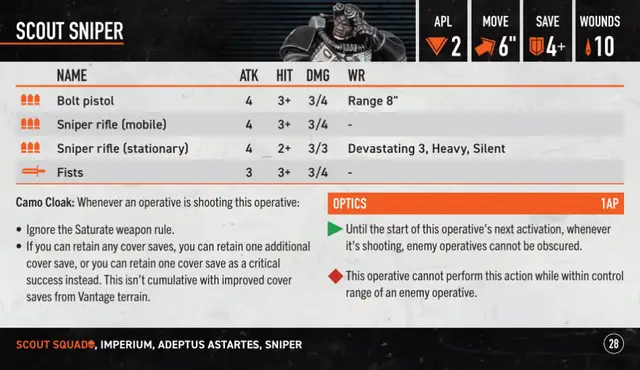 SCOUT SNIPER
APL 2
MOVE 6"
SAVE 4+
WOUNDS 10
NAME ATK HIT DMG WR
Bolt pistol 4 3+ 3/4 Range 8"
Sniper rifle (mobile) 4 3+ 3/4 -
Sniper rifle (stationary) 4 2+ 3/3 Devastating 3, Heavy, Silent
Fists 3 3+ 3/4 -
Camo Cloak: Whenever an operative is shooting this operative:
• Ignore the Saturate weapon rule.
• If you can retain any cover saves, you can retain one additional
cover save, or you can retain one cover save as a critical
success instead. This isn't cumulative with improved cover
saves from Vantage terrain.
OPTICS 1AP
Until the start of this operative's next activation, whenever
it's shooting, enemy operatives cannot be obscured.
This operative cannot perform this action while within control
range of an enemy operative.
SCOUT SQUAD, IMPERIUM, ADEPTUS ASTARTES, SNIPER
28